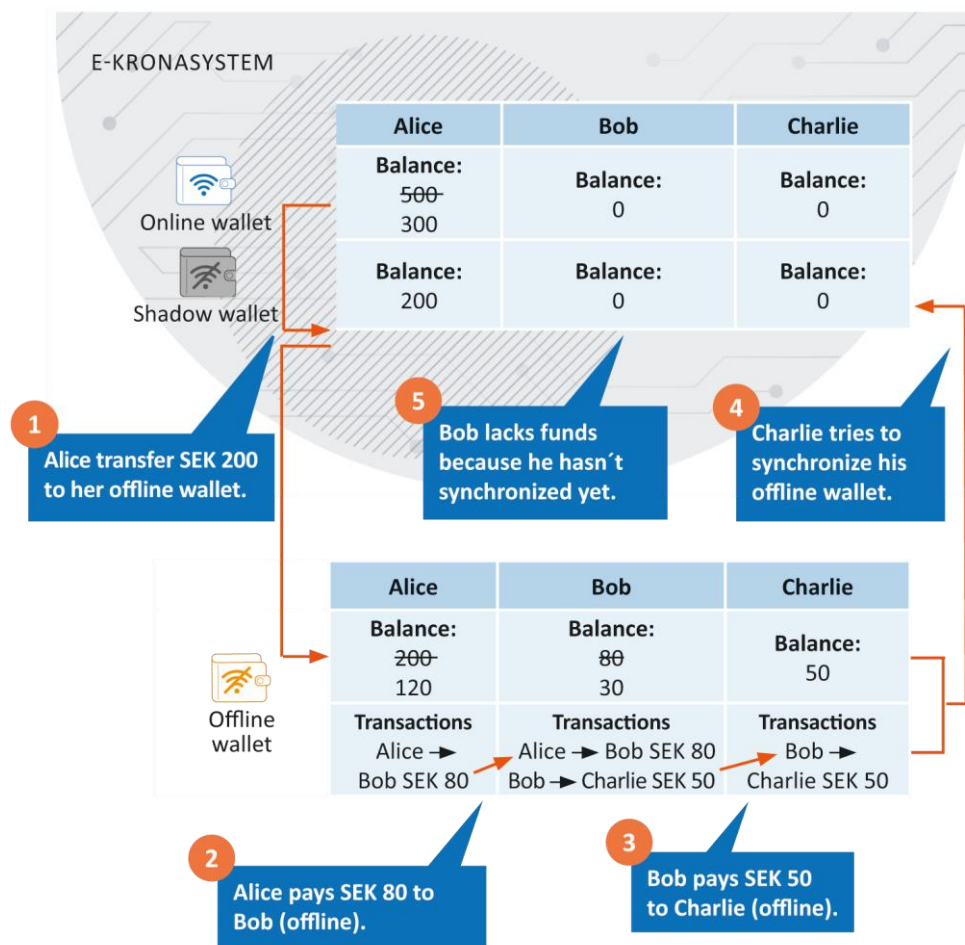 E-KRONASYSTEM
Alice Bob Charlie
Online wallet
Balance:
500
300
Balance:
0
Balance:
0
Shadow wallet
Balance:
200
Balance:
0
Balance:
0
1
Alice transfer SEK 200
to her offline wallet.
5
Bob lacks funds
because he hasn´t
synchronized yet.
4
Charlie tries to
synchronize his
offline wallet.
Alice Bob Charlie
Offline
wallet
Balance:
200
120
Balance:
80
30
Balance:
50
Transactions
Alice →
Bob SEK 80
Transactions
Alice → Bob SEK 80
Bob → Charlie SEK 50
Transactions
Bob →
Charlie SEK 50
2
Alice pays SEK 80 to
Bob (offline).
3
Bob pays SEK 50
to Charlie (offline).